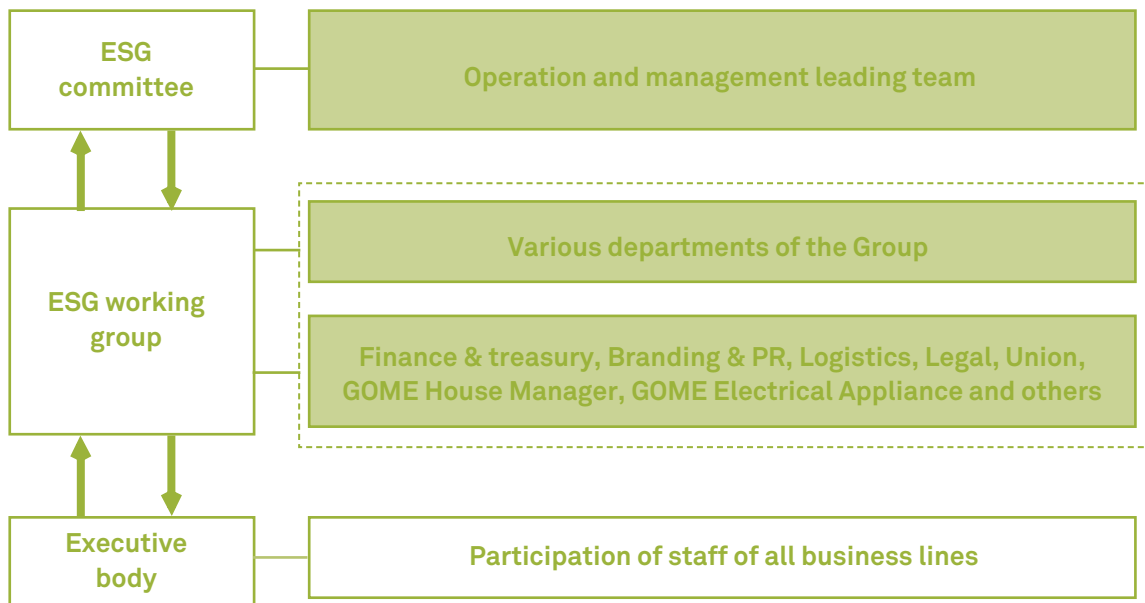 ESG
committee
Operation and management leading team
Various departments of the Group
ESG working
group
Finance & treasury, Branding & PR, Logistics, Legal, Union,
GOME House Manager, GOME Electrical Appliance and others
Executive
body
Participation of staff of all business lines